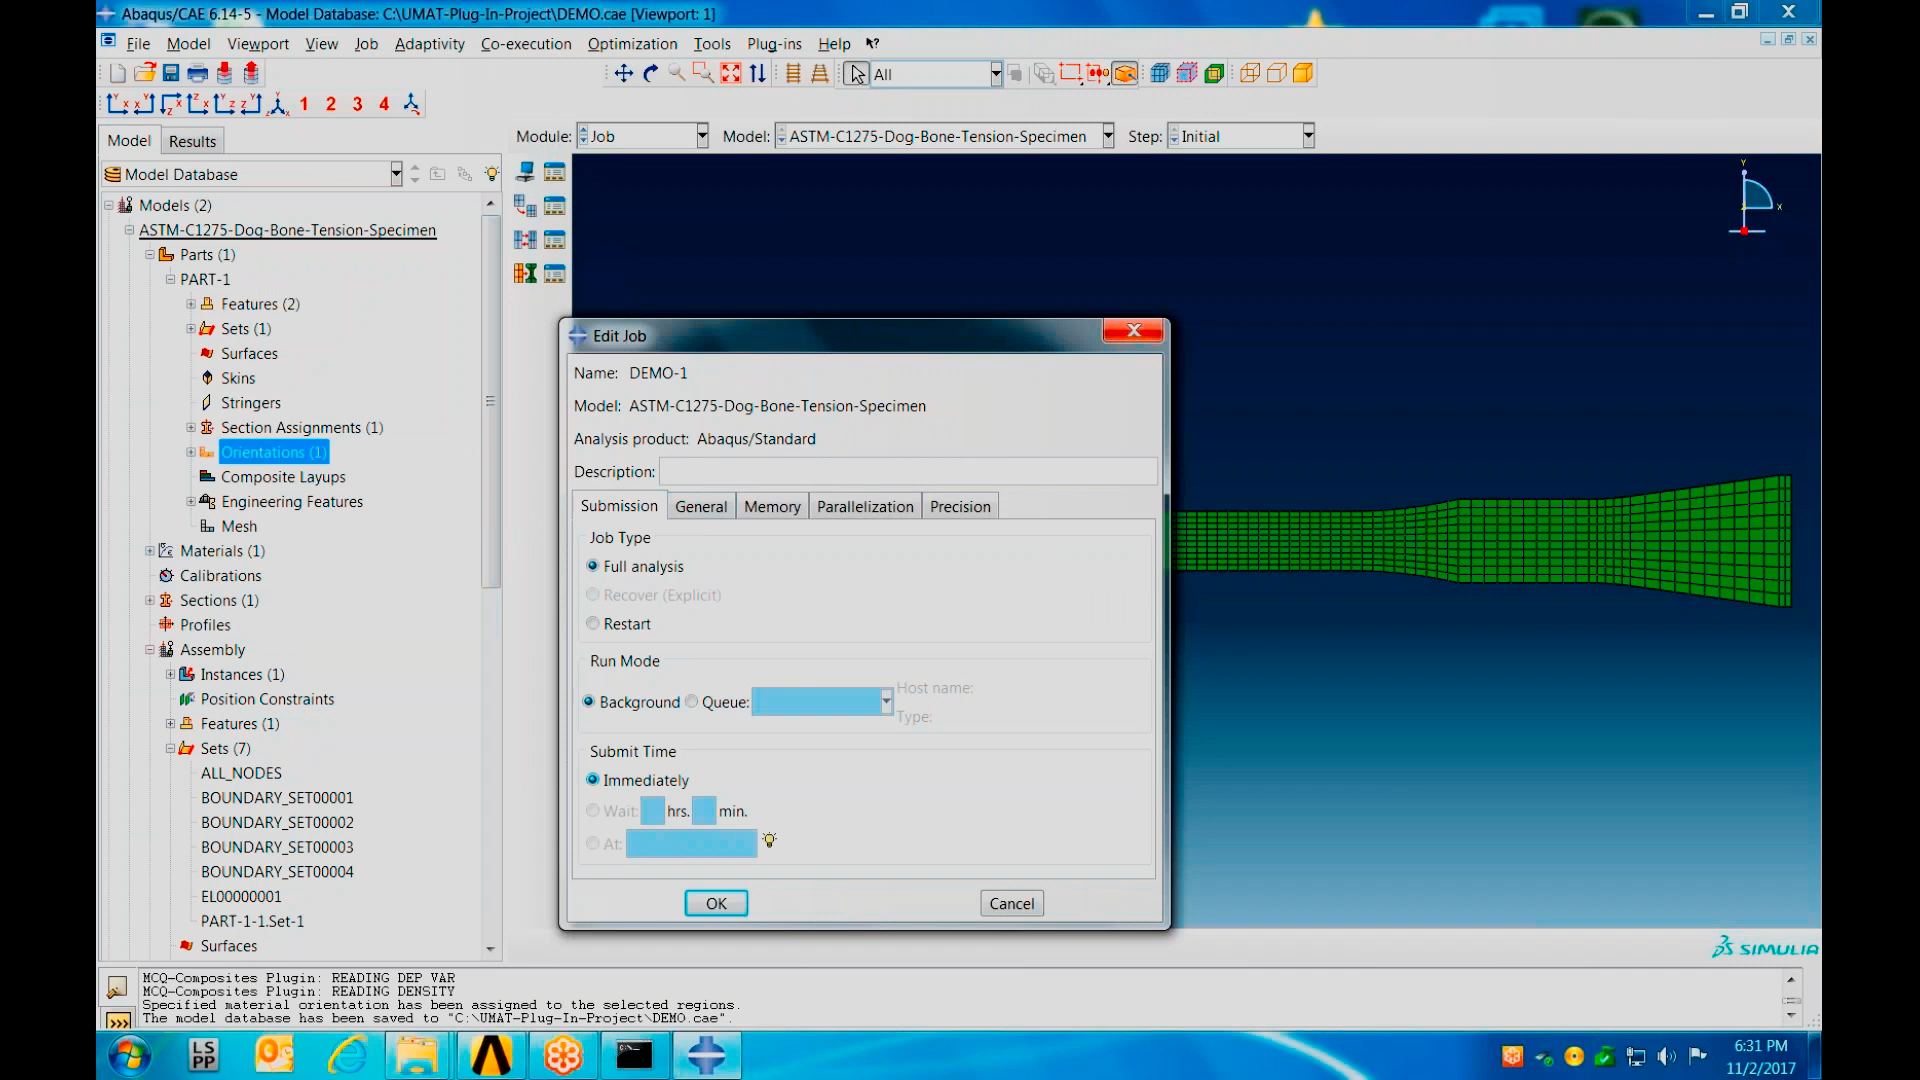 Abaqus/CAE 6.14-5 - Model Database: C:\UMAT-Plug-In-Project\DEMO.cae [Viewport: 1]
File Model Viewport View Job Adaptivity Co-execution Optimization Tools Plug-ins Help
All
1 2 3 4
Model Results
Module: Job Model: ASTM-C1275-Dog-Bone-Tension-Specimen Step: Initial
Model Database
Models (2)
ASTM-C1275-Dog-Bone-Tension-Specimen
Parts (1)
PART-1
Features (2)
Sets (1)
Surfaces
Skins
Stringers
Section Assignments (1)
Orientations (1)
Composite Layups
Engineering Features
Mesh
Materials (1)
Calibrations
Sections (1)
Profiles
Assembly
Instances (1)
Position Constraints
Features (1)
Sets (7)
ALL_NODES
BOUNDARY_SET00001
BOUNDARY_SET00002
BOUNDARY_SET00003
BOUNDARY_SET00004
EL00000001
PART-1-1.Set-1
Surfaces
Y
X
Edit Job
Name: DEMO-1
Model: ASTM-C1275-Dog-Bone-Tension-Specimen
Analysis product: Abaqus/Standard
Description:
Submission General Memory Parallelization Precision
Job Type
Full analysis
Recover (Explicit)
Restart
Run Mode
Background Queue: Host name:
Type:
Submit Time
Immediately
Wait: hrs. min.
At:
OK Cancel
SIMULIA
MCQ-Composites Plugin: READING DEP VAR
MCQ-Composites Plugin: READING DENSITY
Specified material orientation has been assigned to the selected regions.
The model database has been saved to "C:\UMAT-Plug-In-Project\DEMO.cae".
>>>
LS
PP
6:31 PM
11/2/2017